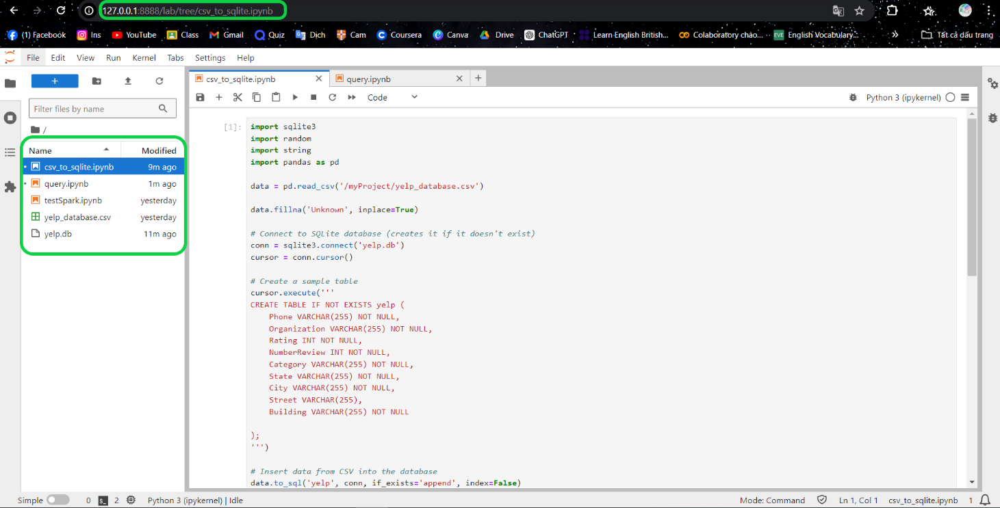 127.0.0.1:8888/lab/tree/csv_to_sqlite.ipynb
(1) Facebook Ins YouTube Class Gmail Quiz Dịch Cam Coursera Canva Drive ChatGPT Learn English British... Colaboratory chào... EVE English Vocabulary... » Tất cả dấu trang
File Edit View Run Kernel Tabs Settings Help
+
csv_to_sqlite.ipynb query.ipynb
Code Python 3 (ipykernel)
Filter files by name
/
Name Modified
csv_to_sqlite.ipynb 9m ago
query.ipynb 1m ago
testSpark.ipynb yesterday
yelp_database.csv yesterday
yelp.db 11m ago
[1]: import sqlite3
import random
import string
import pandas as pd
data = pd.read_csv('/myProject/yelp_database.csv')
data.fillna('Unknown', inplace=True)
# Connect to SQLite database (creates it if it doesn't exist)
conn = sqlite3.connect('yelp.db')
cursor = conn.cursor()
# Create a sample table
cursor.execute('''
CREATE TABLE IF NOT EXISTS yelp (
Phone VARCHAR(255) NOT NULL,
Organization VARCHAR(255) NOT NULL,
Rating INT NOT NULL,
NumberReview INT NOT NULL,
Category VARCHAR(255) NOT NULL,
State VARCHAR(255) NOT NULL,
City VARCHAR(255) NOT NULL,
Street VARCHAR(255),
Building VARCHAR(255) NOT NULL
);
''')
# Insert data from CSV into the database
data.to_sql('yelp', conn, if_exists='append', index=False)
Simple 0 $_ 2 Python 3 (ipykernel) | Idle Mode: Command Ln 1, Col 1 csv_to_sqlite.ipynb 1